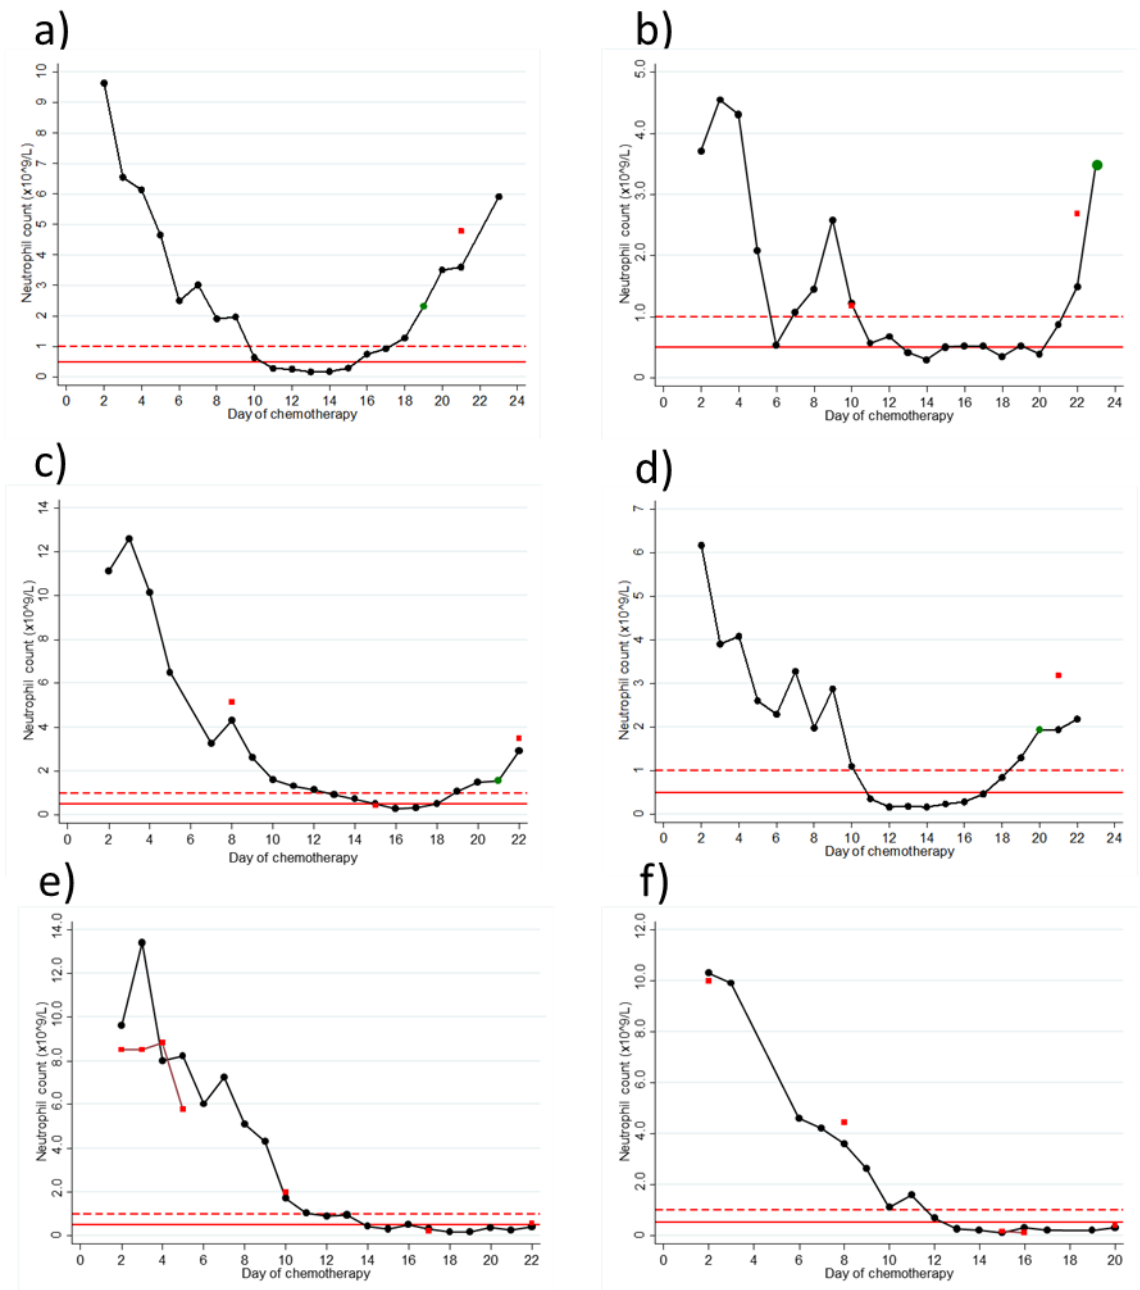 a)
Neutrophil count (x10^9/L)
10
9
8
7
6
5
4
3
2
1
0
0 2 4 6 8 10 12 14 16 18 20 22 24
Day of chemotherapy
b)
Neutrophil count (x10^9/L)
5.0
4.0
3.0
2.0
1.0
0
0 2 4 6 8 10 12 14 16 18 20 22 24
Day of chemotherapy
c)
Neutrophil count (x10^9/L)
14
12
10
8
6
4
2
0
0 2 4 6 8 10 12 14 16 18 20 22
Day of chemotherapy
d)
Neutrophil count (x10^9/L)
7
6
5
4
3
2
1
0
0 2 4 6 8 10 12 14 16 18 20 22 24
Day of chemotherapy
e)
Neutrophil count (x10^9/L)
14.0
12.0
10.0
8.0
6.0
4.0
2.0
0
0 2 4 6 8 10 12 14 16 18 20 22
Day of chemotherapy
f)
Neutrophil count (x10^9/L)
12.0
10.0
8.0
6.0
4.0
2.0
0
0 2 4 6 8 10 12 14 16 18 20
Day of chemotherapy